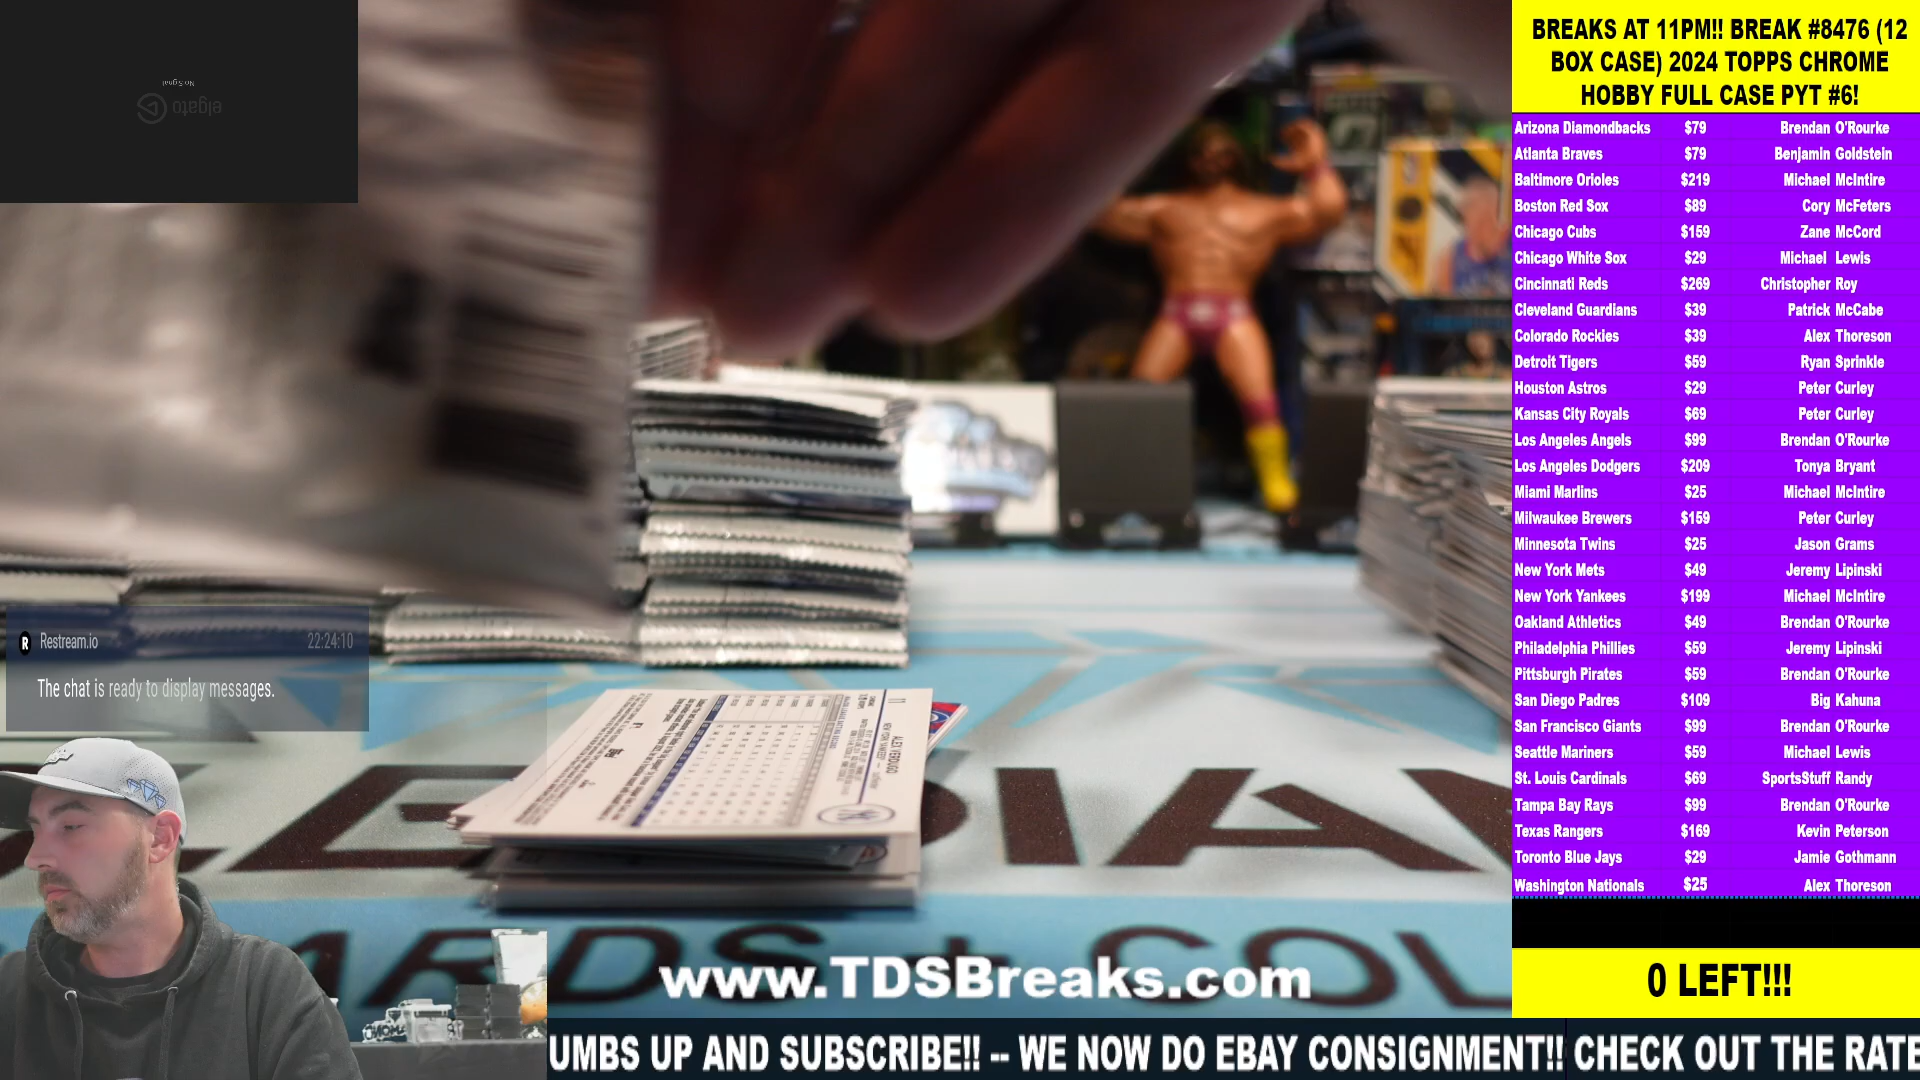 No Signal
elgato
BREAKS AT 11PM!! BREAK #8476 (12
BOX CASE) 2024 TOPPS CHROME
HOBBY FULL CASE PYT #6!
Arizona Diamondbacks $79 Brendan O'Rourke
Atlanta Braves $79 Benjamin Goldstein
Baltimore Orioles $219 Michael McIntire
Boston Red Sox $89 Cory McFeters
Chicago Cubs $159 Zane McCord
Chicago White Sox $29 Michael Lewis
Cincinnati Reds $269 Christopher Roy
Cleveland Guardians $39 Patrick McCabe
Colorado Rockies $39 Alex Thoreson
Detroit Tigers $59 Ryan Sprinkle
Houston Astros $29 Peter Curley
Kansas City Royals $69 Peter Curley
Los Angeles Angels $99 Brendan O'Rourke
Los Angeles Dodgers $209 Tonya Bryant
Miami Marlins $25 Michael McIntire
Milwaukee Brewers $159 Peter Curley
Minnesota Twins $25 Jason Grams
New York Mets $49 Jeremy Lipinski
New York Yankees $199 Michael McIntire
Oakland Athletics $49 Brendan O'Rourke
Philadelphia Phillies $59 Jeremy Lipinski
Pittsburgh Pirates $59 Brendan O'Rourke
San Diego Padres $109 Big Kahuna
San Francisco Giants $99 Brendan O'Rourke
Seattle Mariners $59 Michael Lewis
St. Louis Cardinals $69 SportsStuff Randy
Tampa Bay Rays $99 Brendan O'Rourke
Texas Rangers $169 Kevin Peterson
Toronto Blue Jays $29 Jamie Gothmann
Washington Nationals $25 Alex Thoreson
0 LEFT!!!
R Restream.io 22:24:10
The chat is ready to display messages.
ALEX VERDUGO
NEW YORK YANKEES
ARDS + COL
www.TDSBreaks.com
UMBS UP AND SUBSCRIBE!! -- WE NOW DO EBAY CONSIGNMENT!! CHECK OUT THE RATE